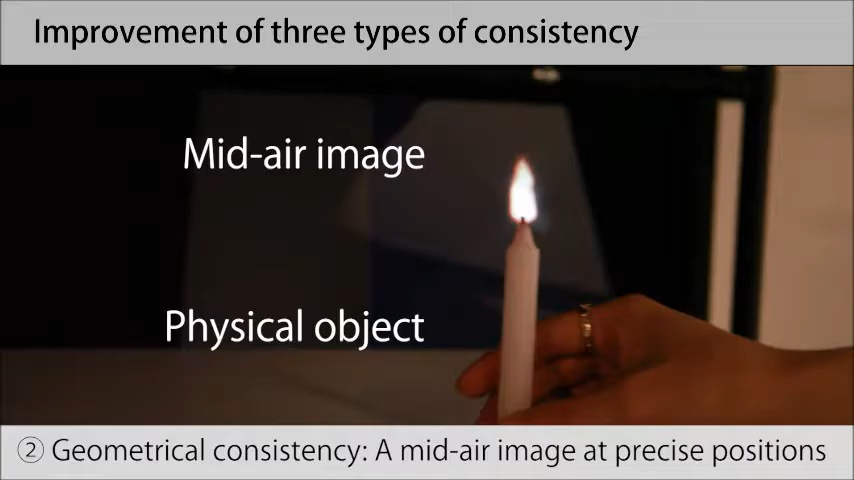 Improvement of three types of consistency
Mid-air image
Physical object
② Geometrical consistency: A mid-air image at precise positions